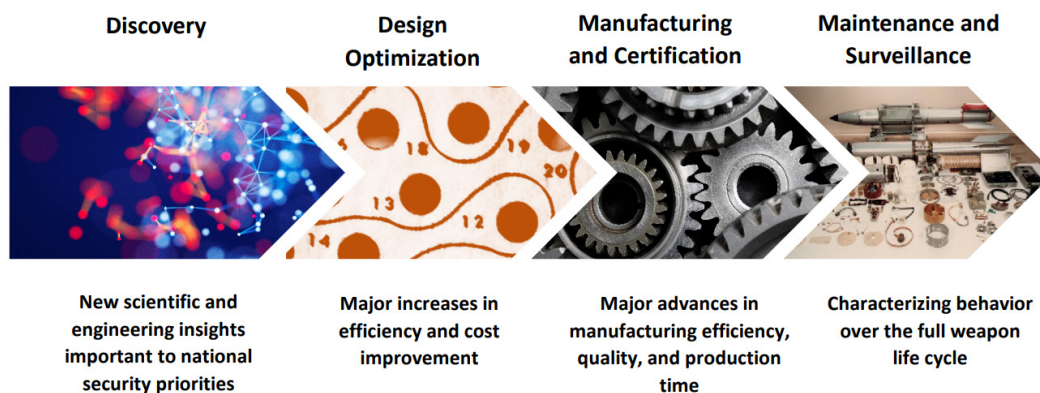 Discovery
Design
Optimization
Manufacturing
and Certification
Maintenance and
Surveillance
18
19
20
13
12
14
New scientific and
engineering insights
important to national
security priorities
Major increases in
efficiency and cost
improvement
Major advances in
manufacturing efficiency,
quality, and production
time
Characterizing behavior
over the full weapon
life cycle